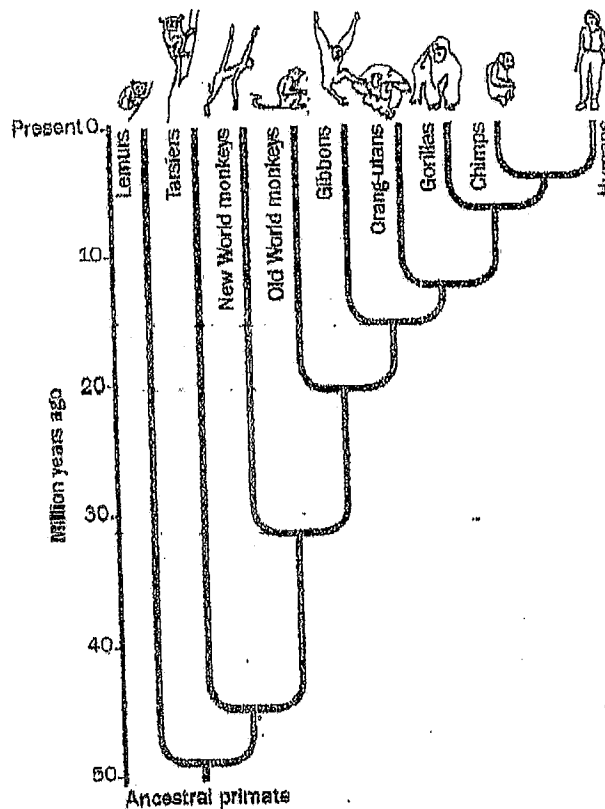 Present 0.
Lemurs
Tarsiers
New World monkeys
Old World monkeys
Gibbons
Orang-utans
Gorillas
Chimps
Humans
10.
20.
30.
40.
50.
Million years ago
Ancestral primate